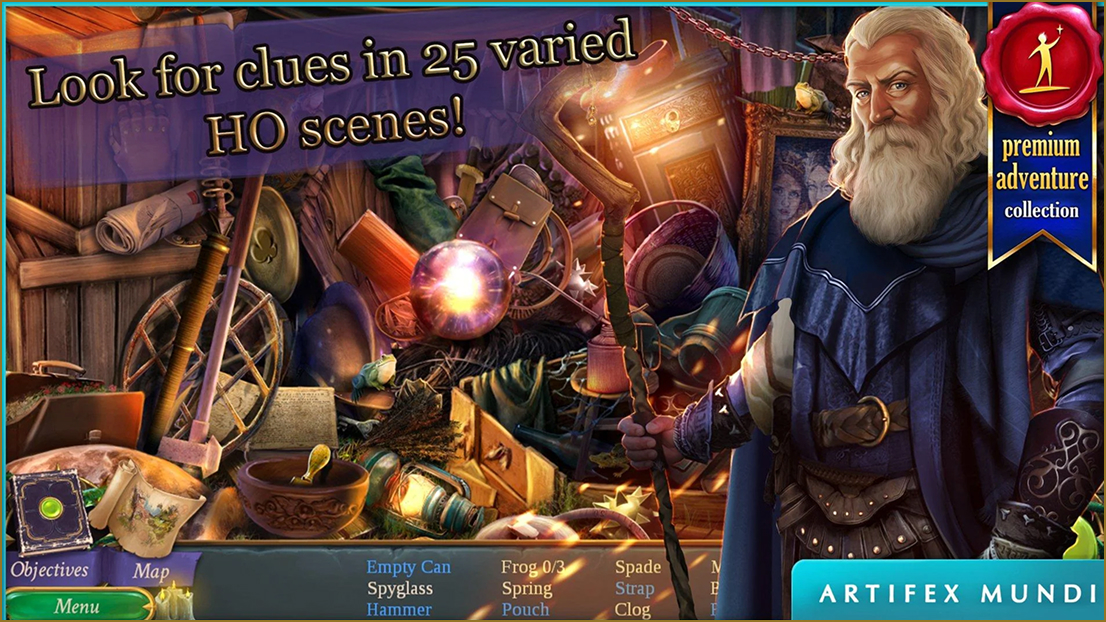 Look for clues in 25 varied
HO scenes!
premium
adventure
collection
Objectives
Map
Menu
Empty Can
Frog 0/3
Spade
Spyglass
Spring
Strap
Hammer
Pouch
Clog
ARTIFEX MUNDI